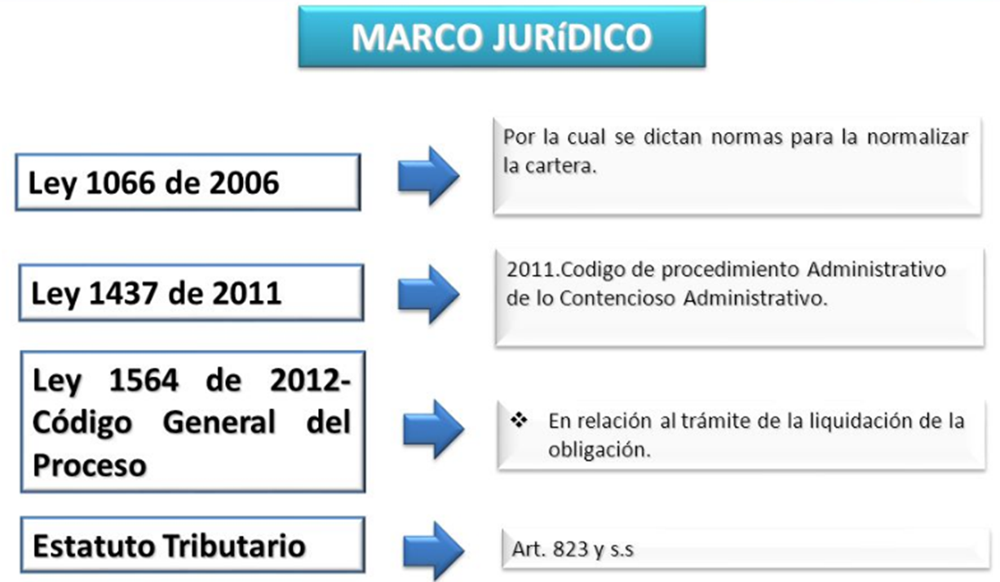 MARCO JURíDICO
Ley 1066 de 2006
Por la cual se dictan normas para la normalizar
la cartera.
Ley 1437 de 2011
2011.Codigo de procedimiento Administrativo
de lo Contencioso Administrativo.
Ley 1564 de 2012-
Código General del
Proceso
❖ En relación al trámite de la liquidación de la
obligación.
Estatuto Tributario
Art. 823 y s.s